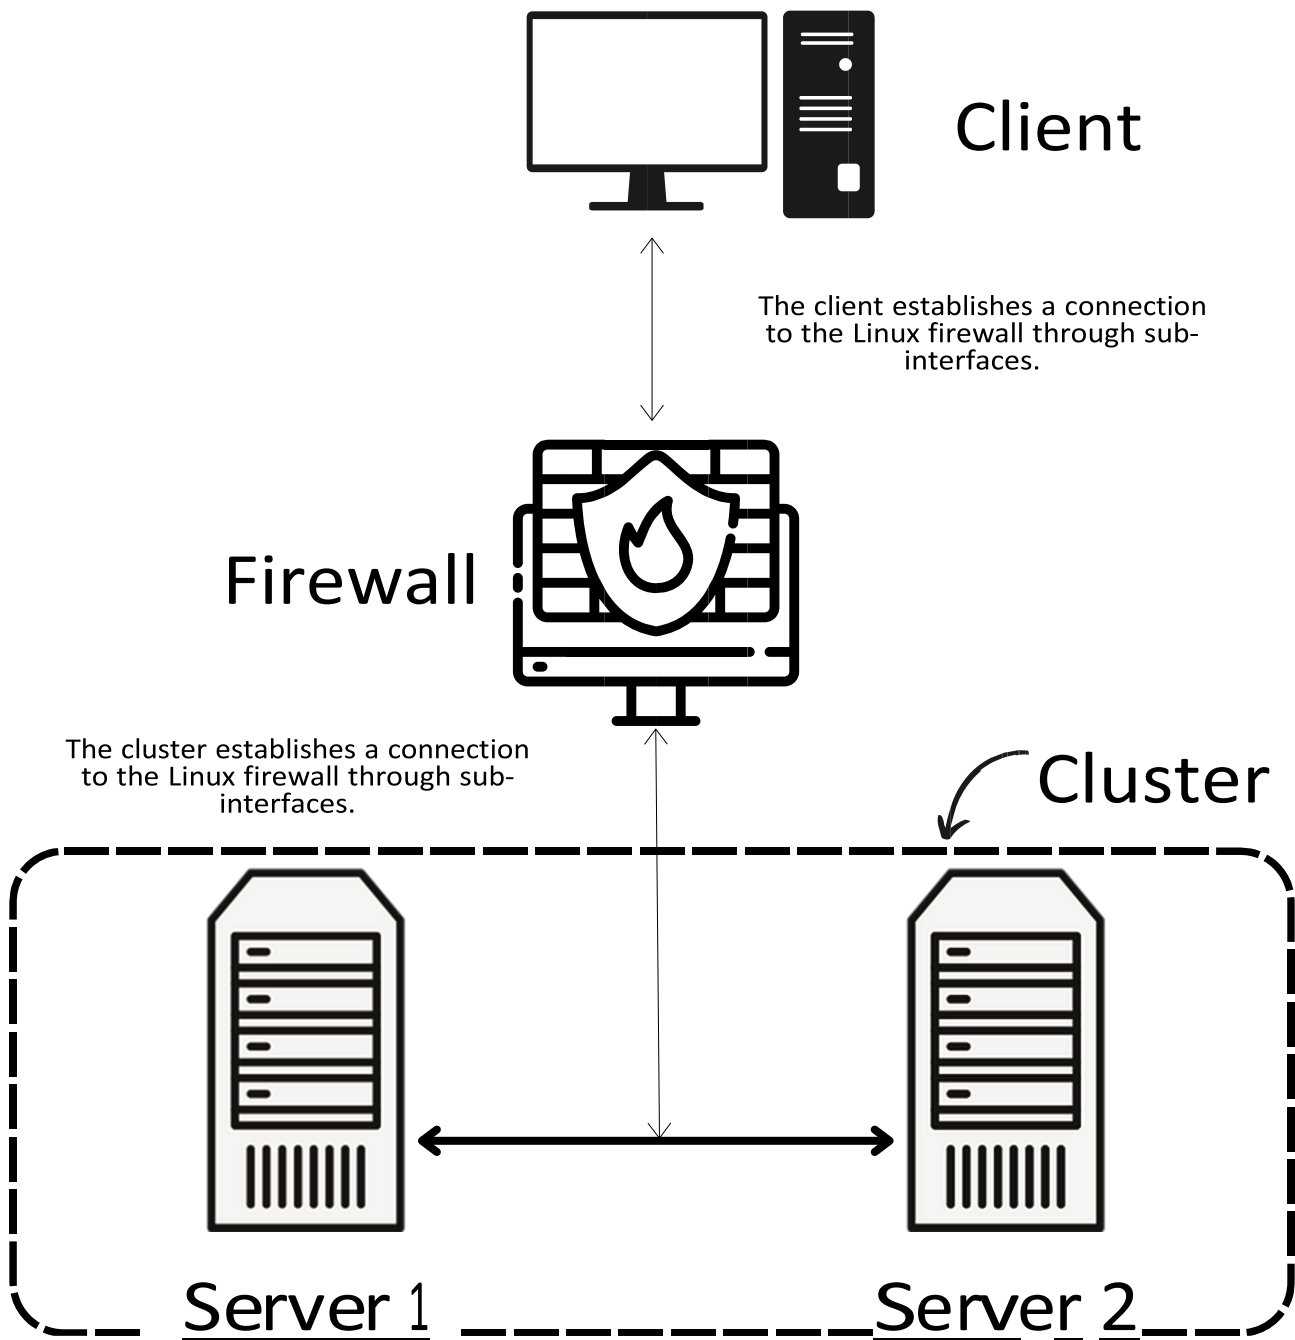 Client
The client establishes a connection
to the Linux firewall through sub-
interfaces.
Firewall
The cluster establishes a connection
to the Linux firewall through sub-
interfaces.
Cluster
Server 1
Server 2